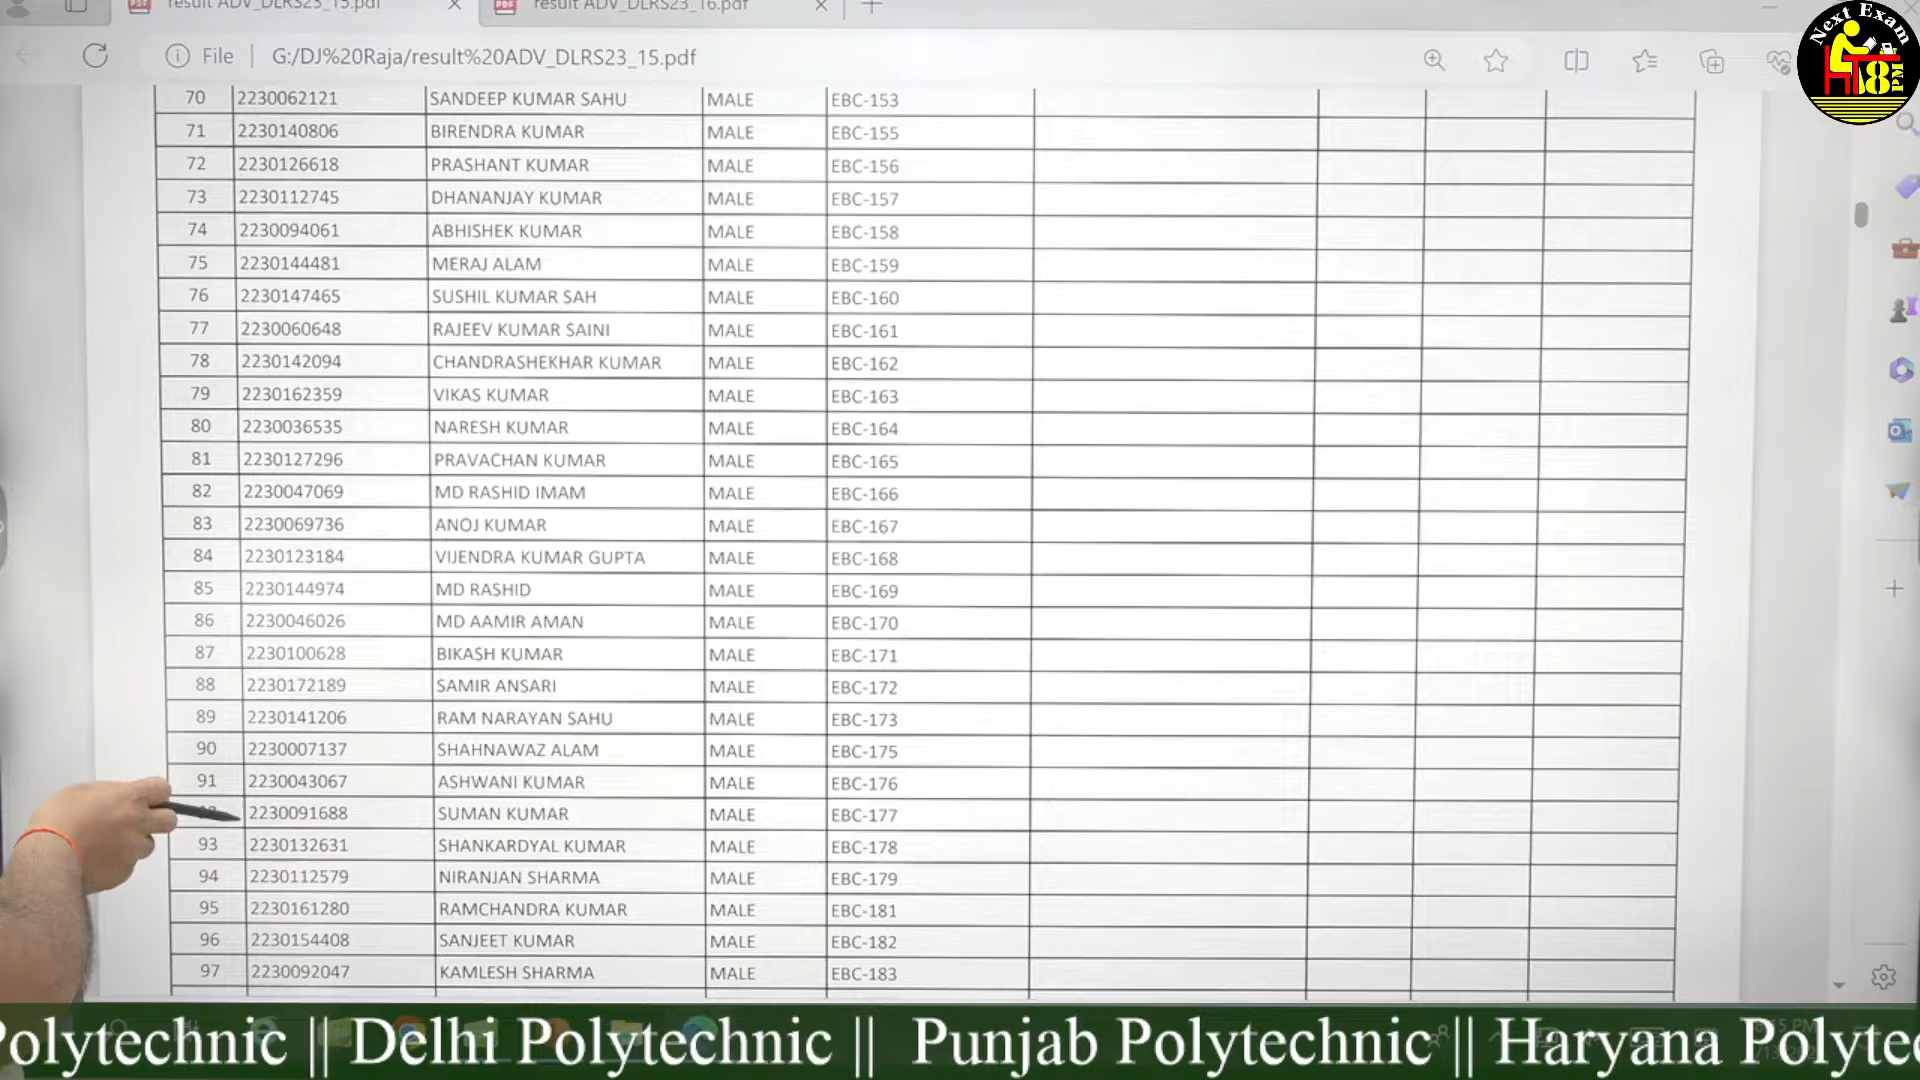 result ADV_DLRS23_15.pdf
result ADV_DLRS23_16.pdf
File G:/DJ%20Raja/result%20ADV_DLRS23_15.pdf
Next Exam
8 PM
70 2230062121 SANDEEP KUMAR SAHU MALE EBC-153
71 2230140806 BIRENDRA KUMAR MALE EBC-155
72 2230126618 PRASHANT KUMAR MALE EBC-156
73 2230112745 DHANANJAY KUMAR MALE EBC-157
74 2230094061 ABHISHEK KUMAR MALE EBC-158
75 2230144481 MERAJ ALAM MALE EBC-159
76 2230147465 SUSHIL KUMAR SAH MALE EBC-160
77 2230060648 RAJEEV KUMAR SAINI MALE EBC-161
78 2230142094 CHANDRASHEKHAR KUMAR MALE EBC-162
79 2230162359 VIKAS KUMAR MALE EBC-163
80 2230036535 NARESH KUMAR MALE EBC-164
81 2230127296 PRAVACHAN KUMAR MALE EBC-165
82 2230047069 MD RASHID IMAM MALE EBC-166
83 2230069736 ANOJ KUMAR MALE EBC-167
84 2230123184 VIJENDRA KUMAR GUPTA MALE EBC-168
85 2230144974 MD RASHID MALE EBC-169
86 2230046026 MD AAMIR AMAN MALE EBC-170
87 2230100628 BIKASH KUMAR MALE EBC-171
88 2230172189 SAMIR ANSARI MALE EBC-172
89 2230141206 RAM NARAYAN SAHU MALE EBC-173
90 2230007137 SHAHNAWAZ ALAM MALE EBC-175
91 2230043067 ASHWANI KUMAR MALE EBC-176
2230091688 SUMAN KUMAR MALE EBC-177
93 2230132631 SHANKARDYAL KUMAR MALE EBC-178
94 2230112579 NIRANJAN SHARMA MALE EBC-179
95 2230161280 RAMCHANDRA KUMAR MALE EBC-181
96 2230154408 SANJEET KUMAR MALE EBC-182
97 2230092047 KAMLESH SHARMA MALE EBC-183
olytechnic || Delhi Polytechnic || Punjab Polytechnic || Haryana Polytec